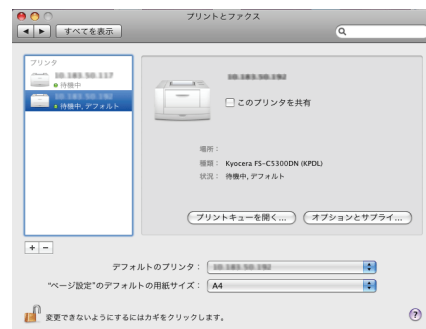 プリントとファクス
すべてを表示
プリンタ
待機中
待機中, デフォルト
このプリンタを共有
場所：
種類： Kyocera FS-C5300DN (KPDL)
状況： 待機中, デフォルト
プリントキューを開く...
オプションとサプライ...
デフォルトのプリンタ：
"ページ設定"のデフォルトの用紙サイズ： A4
変更できないようにするにはカギをクリックします。